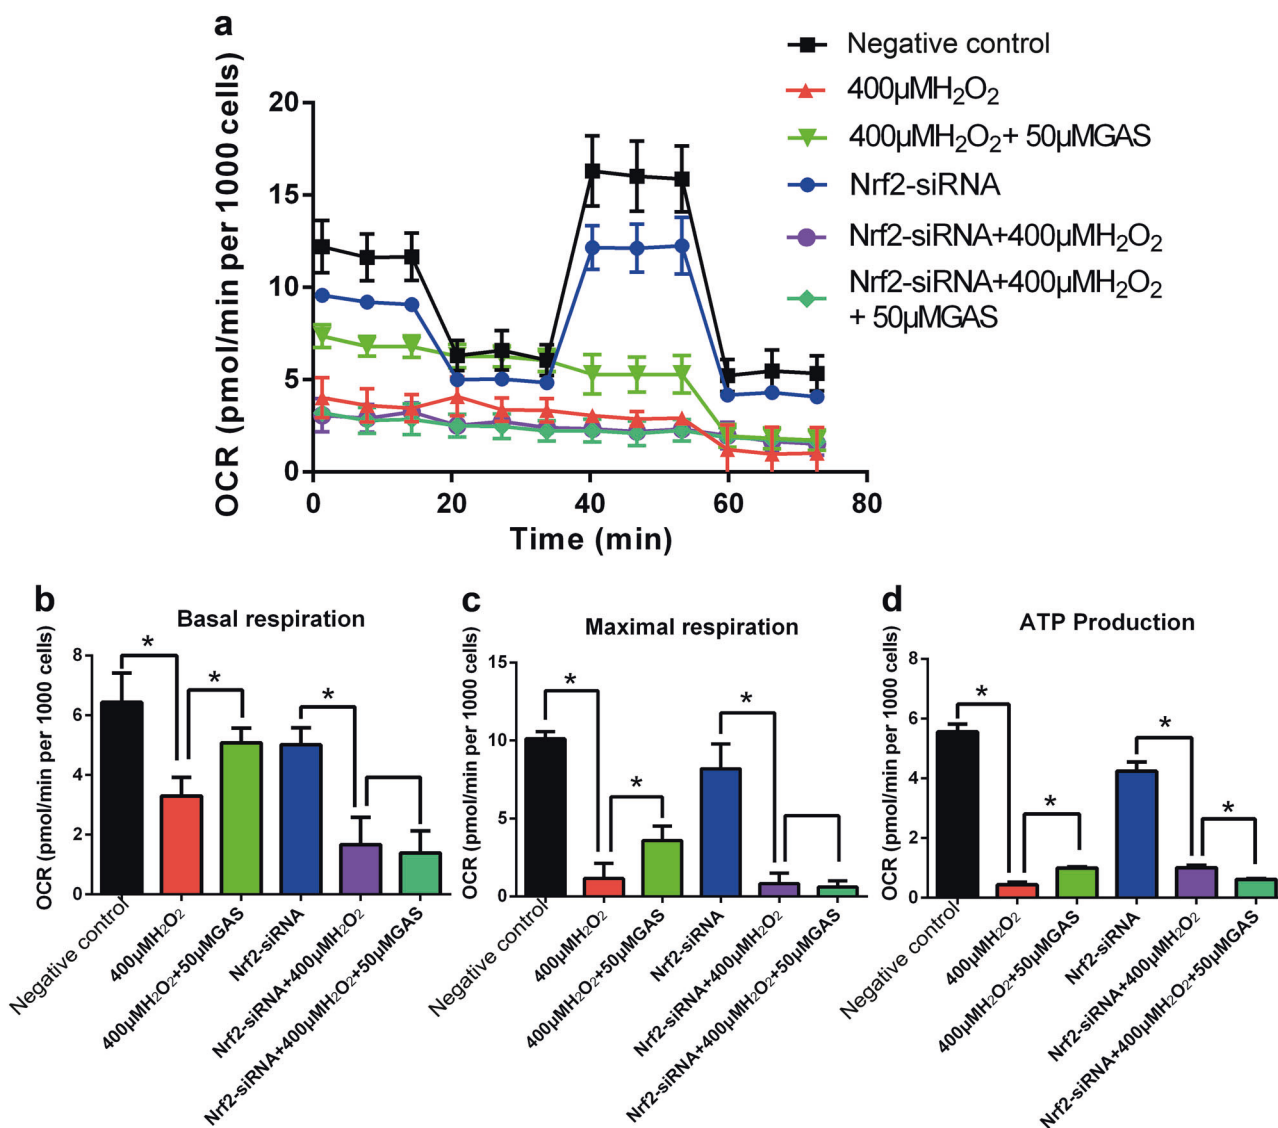 a
OCR (pmol/min per 1000 cells)
20
15
10
5
0
0 20 40 60 80
Time (min)
Negative control
400μMH₂O₂
400μMH₂O₂+ 50μMGAS
Nrf2-siRNA
Nrf2-siRNA+400μMH₂O₂
Nrf2-siRNA+400μMH₂O₂
+ 50μMGAS
b
Basal respiration
OCR (pmol/min per 1000 cells)
8
6
4
2
0
* * *
Negative control
400μMH₂O₂
400μMH₂O₂+50μMGAS
Nrf2-siRNA
Nrf2-siRNA+400μMH₂O₂
Nrf2-siRNA+400μMH₂O₂+50μMGAS
c
Maximal respiration
OCR (pmol/min per 1000 cells)
15
10
5
0
* * *
Negative control
400μMH₂O₂
400μMH₂O₂+50μMGAS
Nrf2-siRNA
Nrf2-siRNA+400μMH₂O₂
Nrf2-siRNA+400μMH₂O₂+50μMGAS
d
ATP Production
OCR (pmol/min per 1000 cells)
8
6
4
2
0
* * * *
Negative control
400μMH₂O₂
400μMH₂O₂+50μMGAS
Nrf2-siRNA
Nrf2-siRNA+400μMH₂O₂
Nrf2-siRNA+400μMH₂O₂+50μMGAS